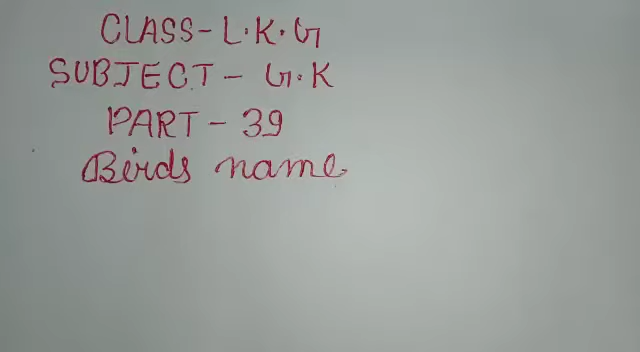 CLASS - L.K.G
SUBJECT - G.K
PART - 39
Birds name